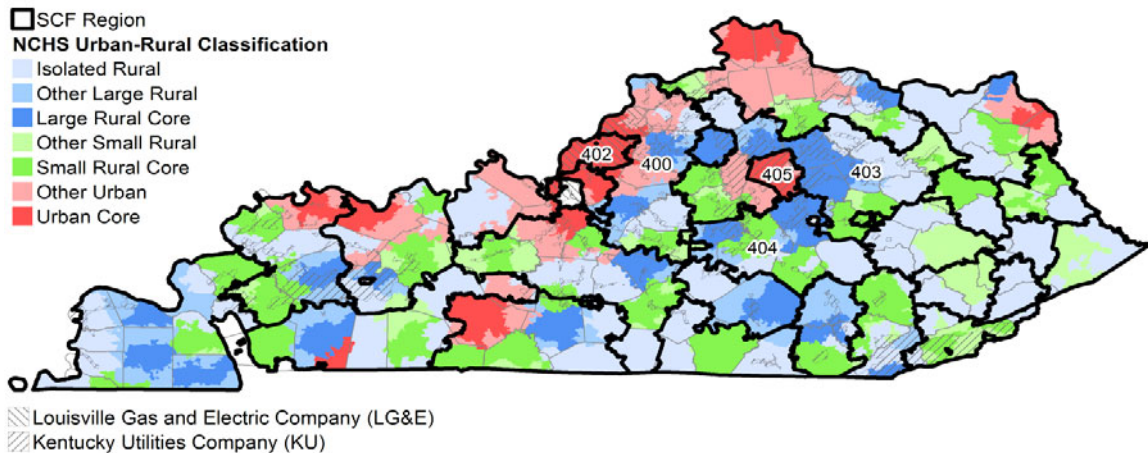 SCF Region
NCHS Urban-Rural Classification
Isolated Rural
Other Large Rural
Large Rural Core
Other Small Rural
Small Rural Core
Other Urban
Urban Core
402
400
405
403
404
Louisville Gas and Electric Company (LG&E)
Kentucky Utilities Company (KU)